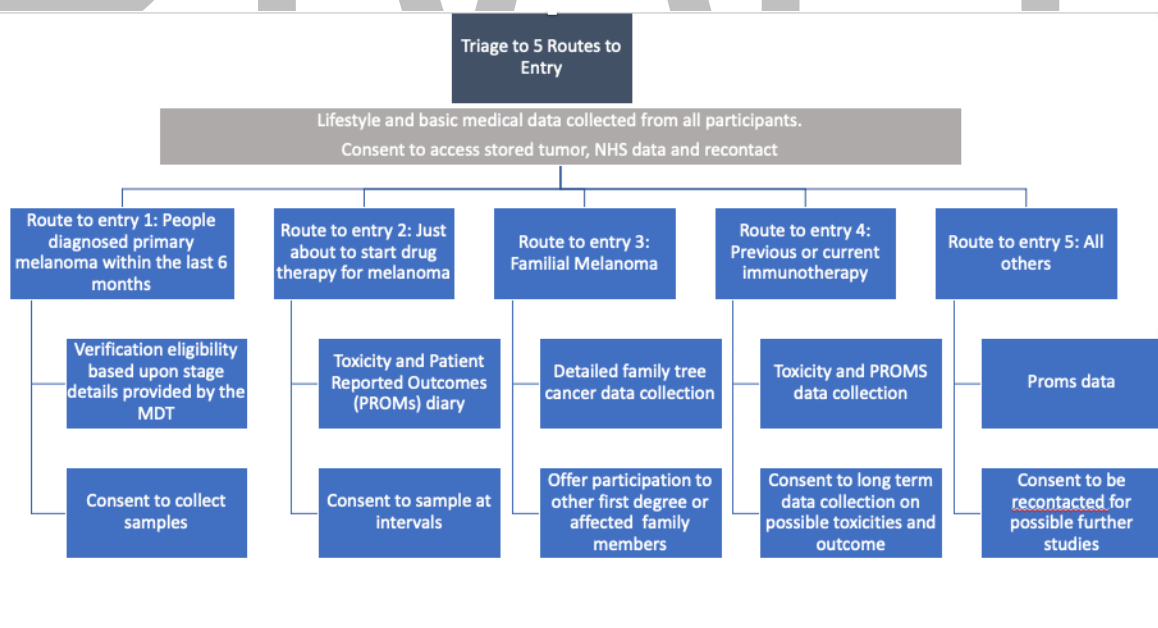 Triage to 5 Routes to
Entry
Lifestyle and basic medical data collected from all participants.
Consent to access stored tumor, NHS data and recontact
Route to entry 1: People
diagnosed primary
melanoma within the last 6
months
Route to entry 2: Just
about to start drug
therapy for melanoma
Route to entry 3:
Familial Melanoma
Route to entry 4:
Previous or current
immunotherapy
Route to entry 5: All
others
Verification eligibility
based upon stage
details provided by the
MDT
Toxicity and Patient
Reported Outcomes
(PROMs) diary
Detailed family tree
cancer data collection
Toxicity and PROMS
data collection
Proms data
Consent to collect
samples
Consent to sample at
intervals
Offer participation to
other first degree or
affected family
members
Consent to long term
data collection on
possible toxicities and
outcome
Consent to be
recontacted for
possible further
studies